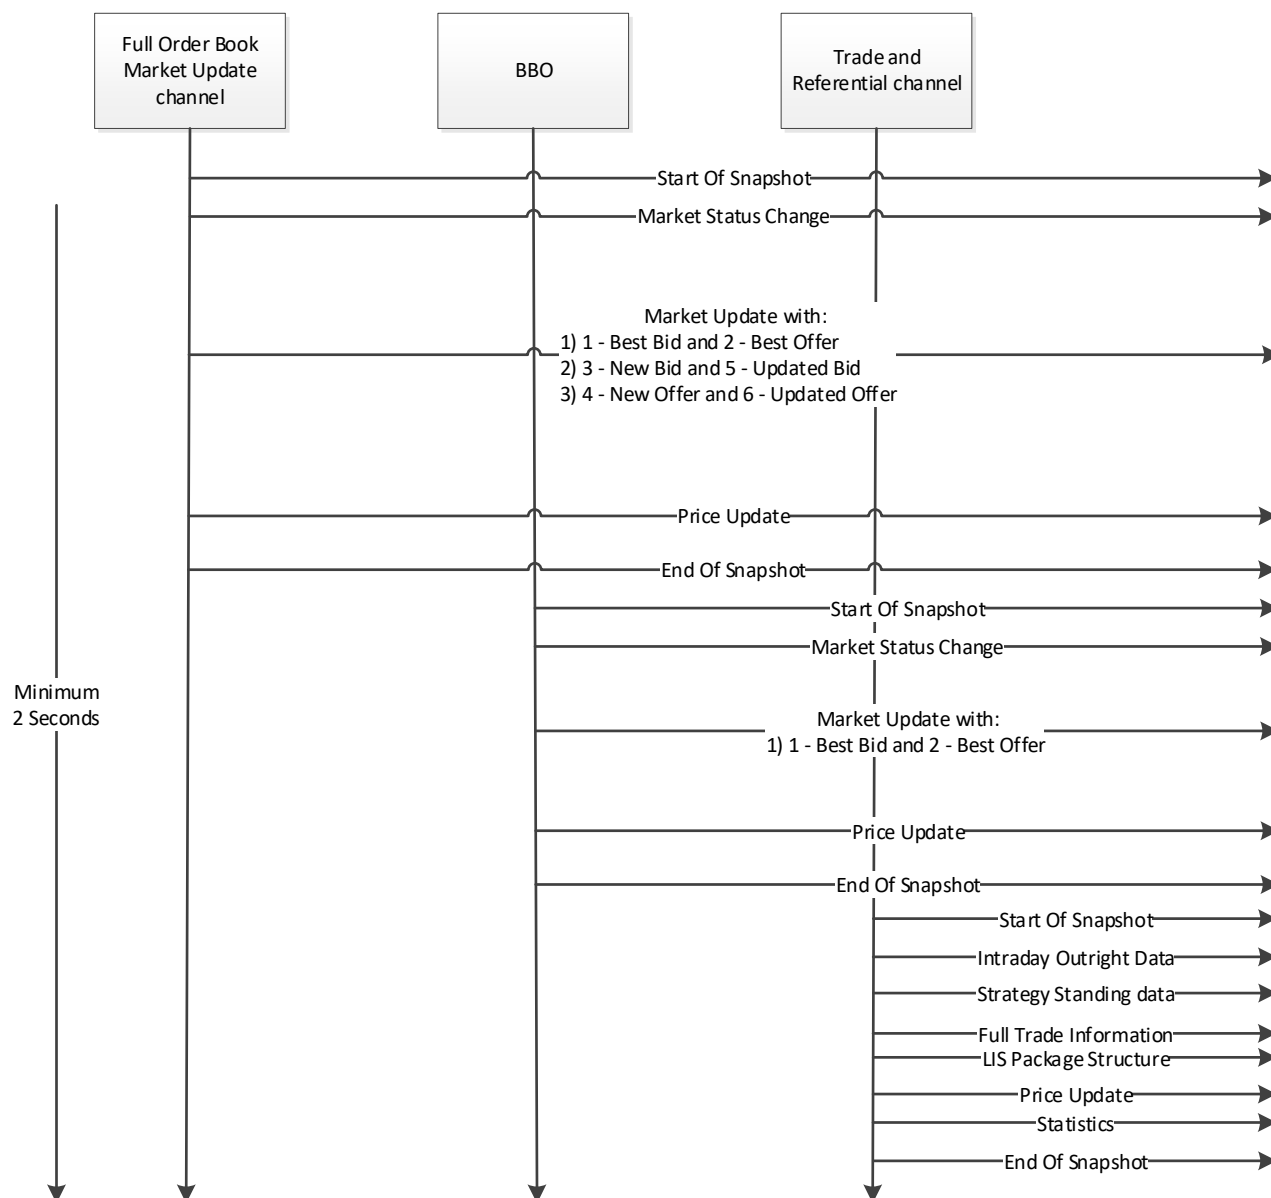 Full Order Book
Market Update
channel
BBO
Trade and
Referential channel
Start Of Snapshot
Market Status Change
Market Update with:
1) 1 - Best Bid and 2 - Best Offer
2) 3 - New Bid and 5 - Updated Bid
3) 4 - New Offer and 6 - Updated Offer
Price Update
End Of Snapshot
Start Of Snapshot
Market Status Change
Minimum
2 Seconds
Market Update with:
1) 1 - Best Bid and 2 - Best Offer
Price Update
End Of Snapshot
Start Of Snapshot
Intraday Outright Data
Strategy Standing data
Full Trade Information
LIS Package Structure
Price Update
Statistics
End Of Snapshot